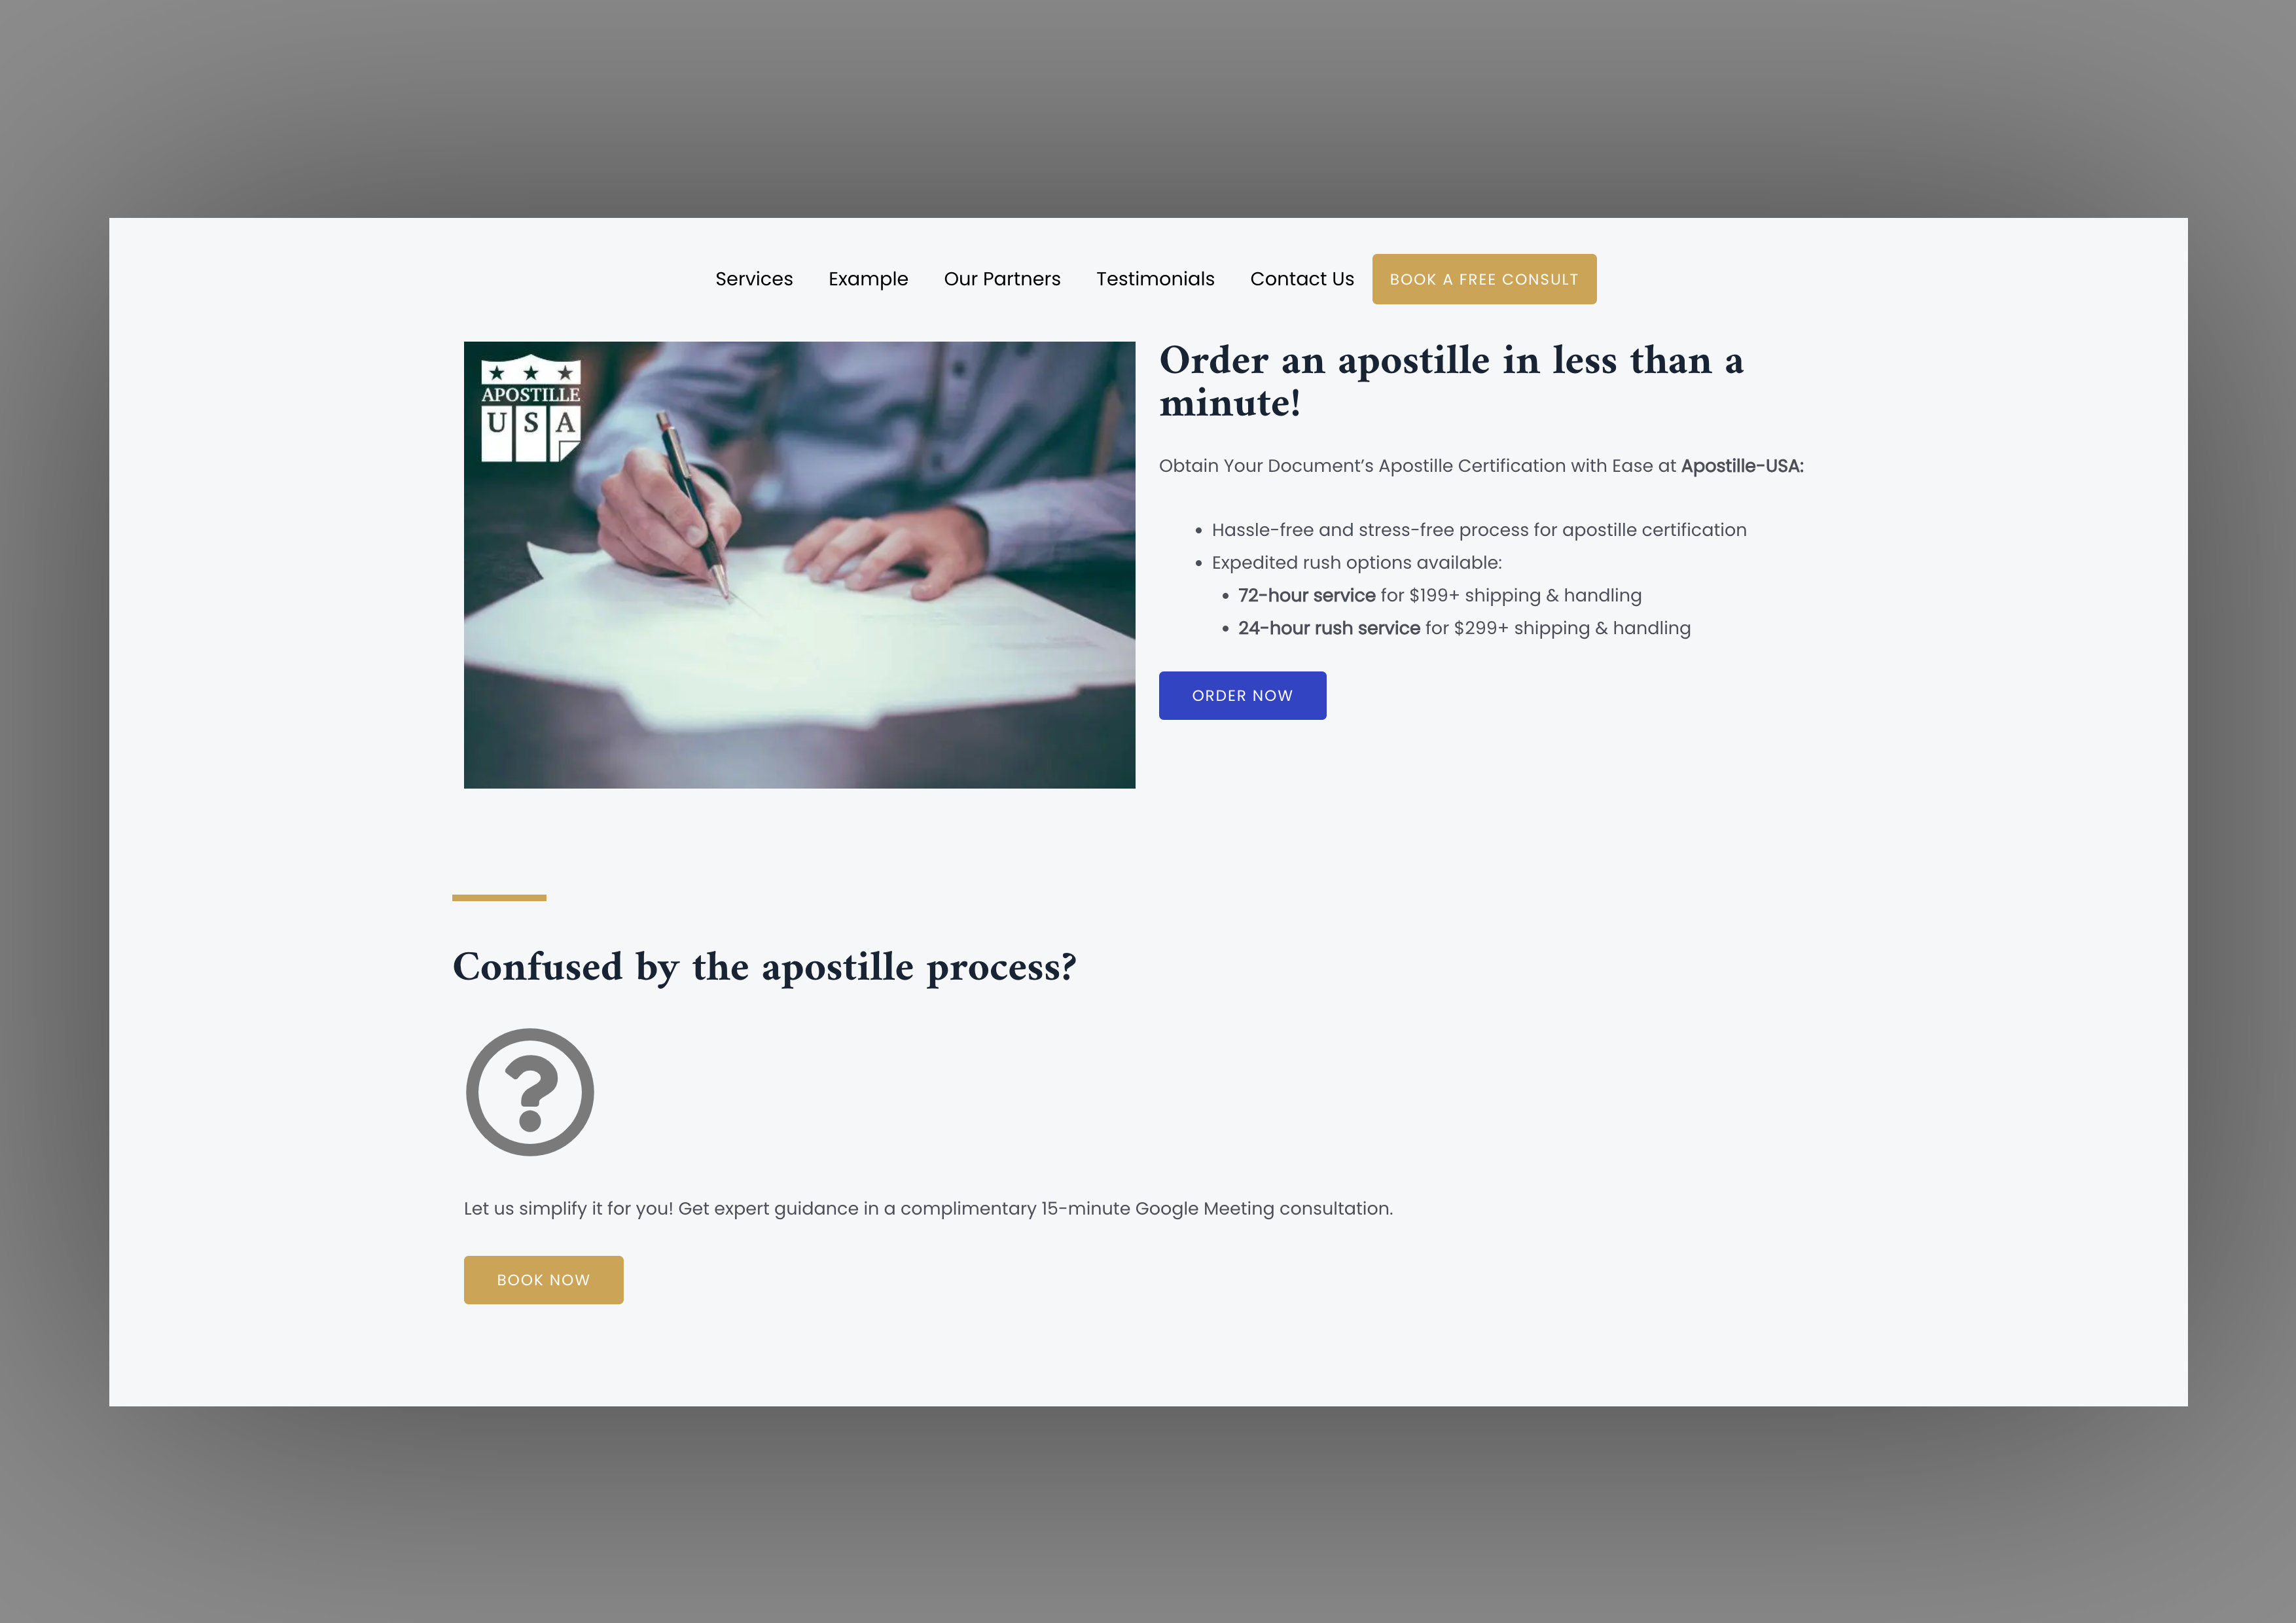 Services Example Our Partners Testimonials Contact Us BOOK A FREE CONSULT
APOSTILLE
USA
Order an apostille in less than a
minute!
Obtain Your Document’s Apostille Certification with Ease at Apostille-USA:
• Hassle-free and stress-free process for apostille certification
• Expedited rush options available:
• 72-hour service for $199+ shipping & handling
• 24-hour rush service for $299+ shipping & handling
ORDER NOW
Confused by the apostille process?
?
Let us simplify it for you! Get expert guidance in a complimentary 15-minute Google Meeting consultation.
BOOK NOW